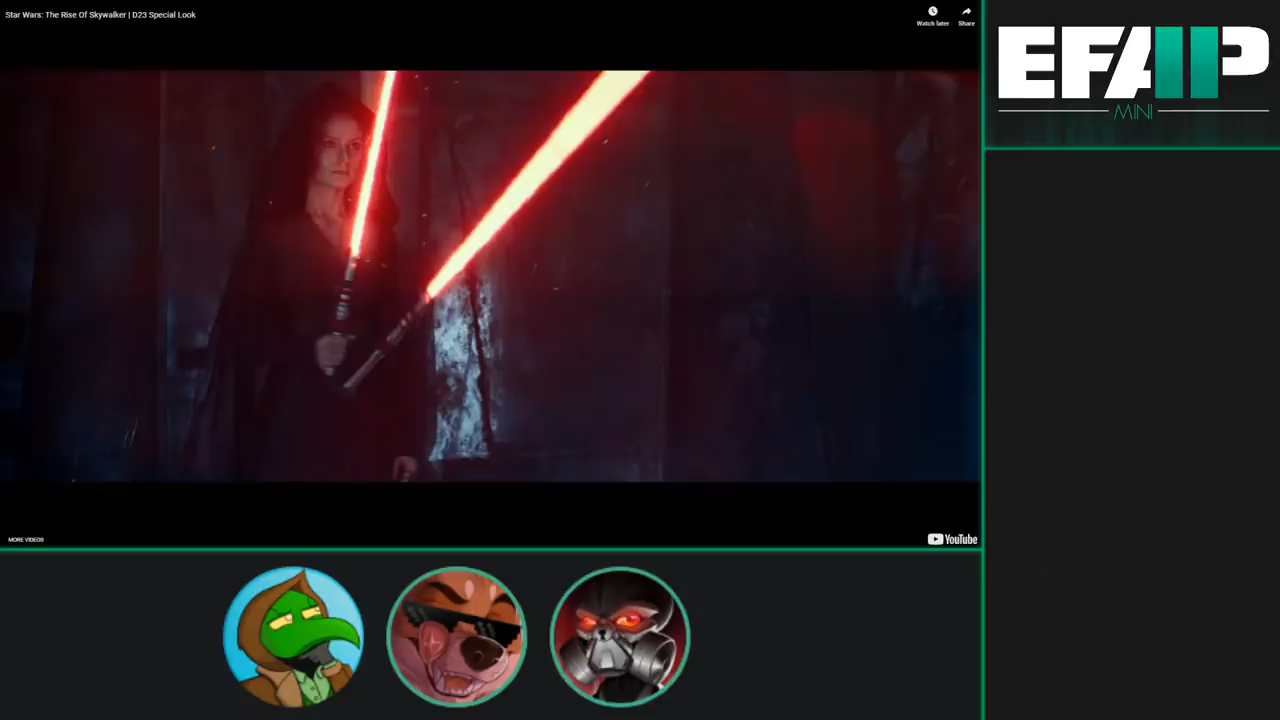 Star Wars: The Rise Of Skywalker | D23 Special Look
Watch later
Share
EFAP
MINI
MORE VIDEOS
YouTube